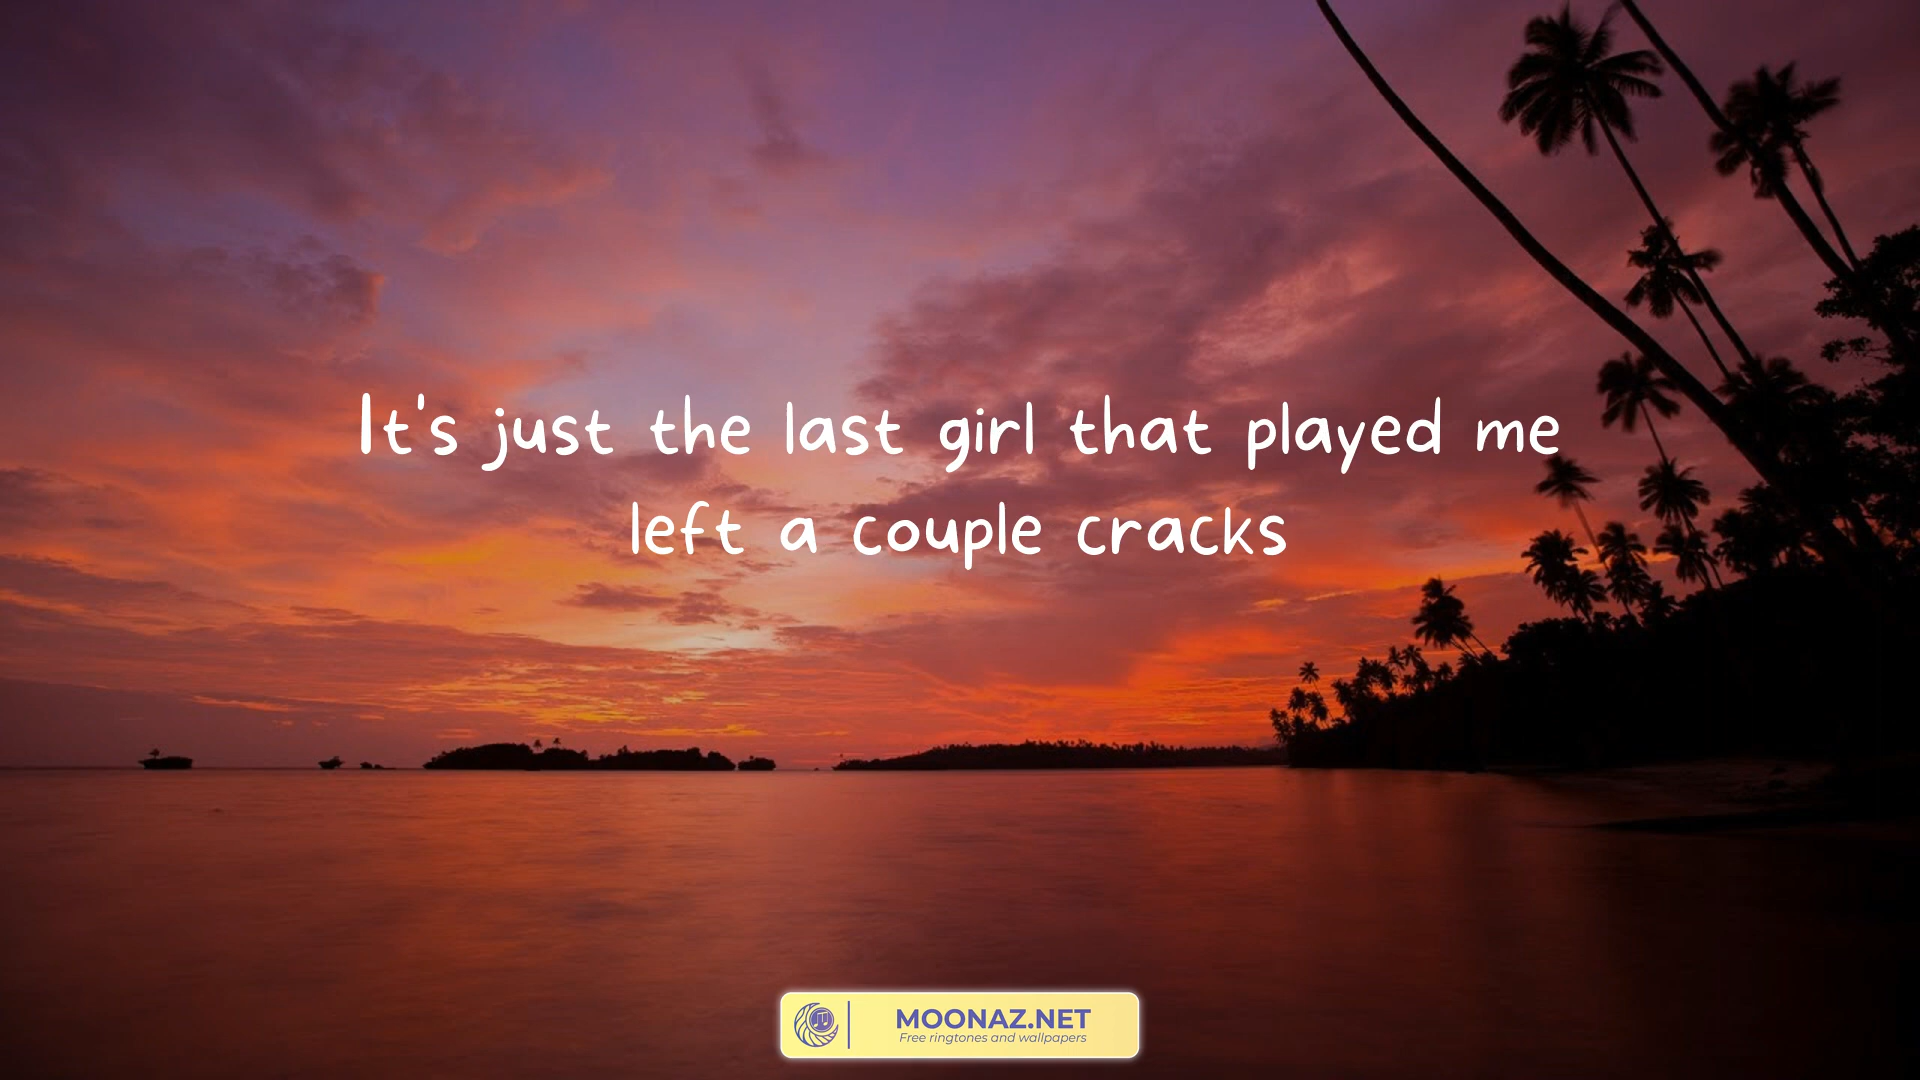 It's just the last girl that played me
left a couple cracks
MOONAZ.NET
Free ringtones and wallpapers